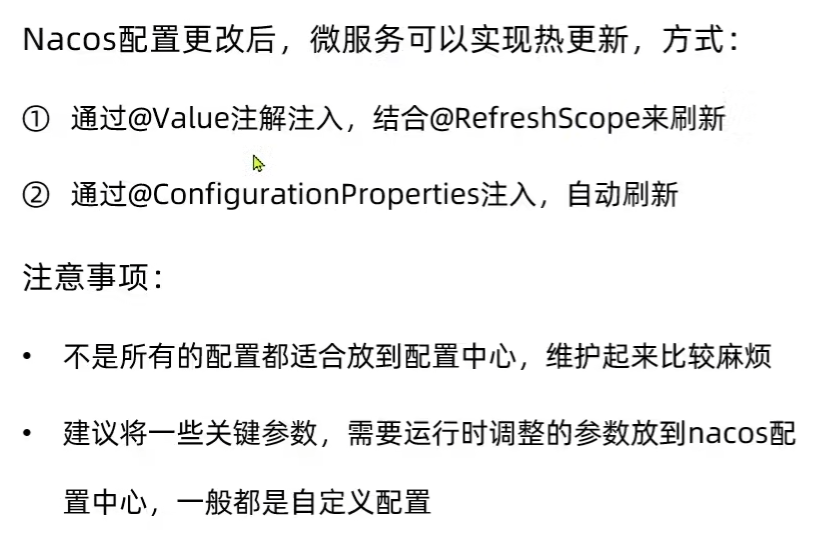 Nacos配置更改后，微服务可以实现热更新，方式：
① 通过@Value注解注入，结合@RefreshScope来刷新
② 通过@ConfigurationProperties注入，自动刷新
注意事项：
• 不是所有的配置都适合放到配置中心，维护起来比较麻烦
• 建议将一些关键参数，需要运行时调整的参数放到nacos配
置中心，一般都是自定义配置